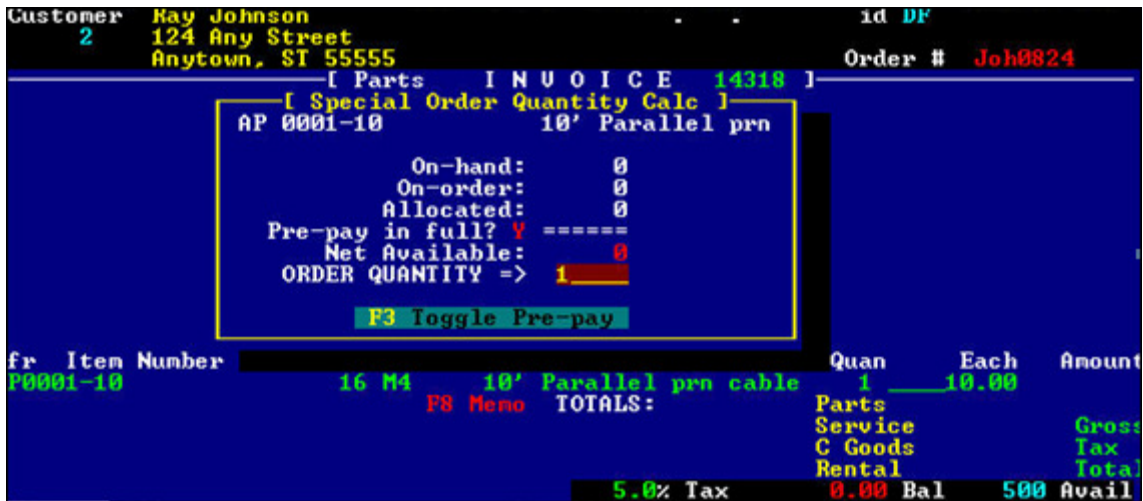 Customer Ray Johnson . . id DF
2 124 Any Street
Anytown, ST 55555 Order # Joh0824
[ Parts I N V O I C E 14318 ]
[ Special Order Quantity Calc ]
AP 0001-10 10' Parallel prn
On-hand: 0
On-order: 0
Allocated: 0
Pre-pay in full? Y ======
Net Available: 0
ORDER QUANTITY => 1_____
F3 Toggle Pre-pay
fr Item Number Quan Each Amount
P0001-10 16 M4 10' Parallel prn cable 1 ____10.00
F8 Memo TOTALS: Parts
Service Gross
C Goods Tax
Rental Total
5.0% Tax 0.00 Bal 500 Avail